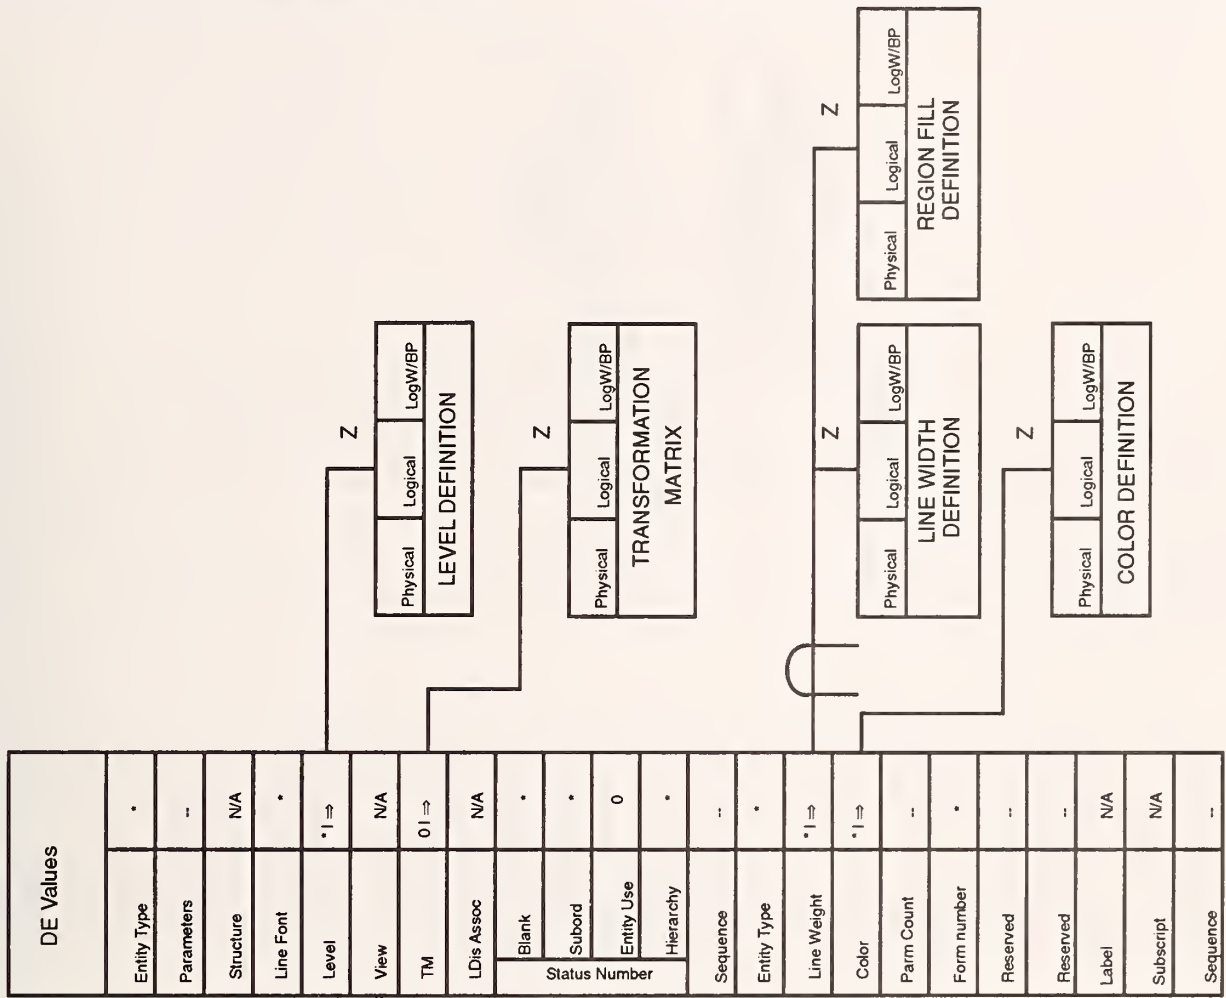 DE Values
Entity Type *
Parameters --
Structure N/A
Line Font *
Level * I ⇒
View N/A
TM 0 I ⇒
LDis Assoc N/A
Status Number
Blank *
Subord *
Entity Use 0
Hierarchy *
Sequence --
Entity Type *
Line Weight * I ⇒
Color * I ⇒
Parm Count --
Form number *
Reserved --
Reserved --
Label N/A
Subscript N/A
Sequence --
Z
Physical Logical LogW/BP
LEVEL DEFINITION
Z
Physical Logical LogW/BP
TRANSFORMATION
MATRIX
Z
Physical Logical LogW/BP
LINE WIDTH
DEFINITION
Z
Physical Logical LogW/BP
REGION FILL
DEFINITION
Z
Physical Logical LogW/BP
COLOR DEFINITION